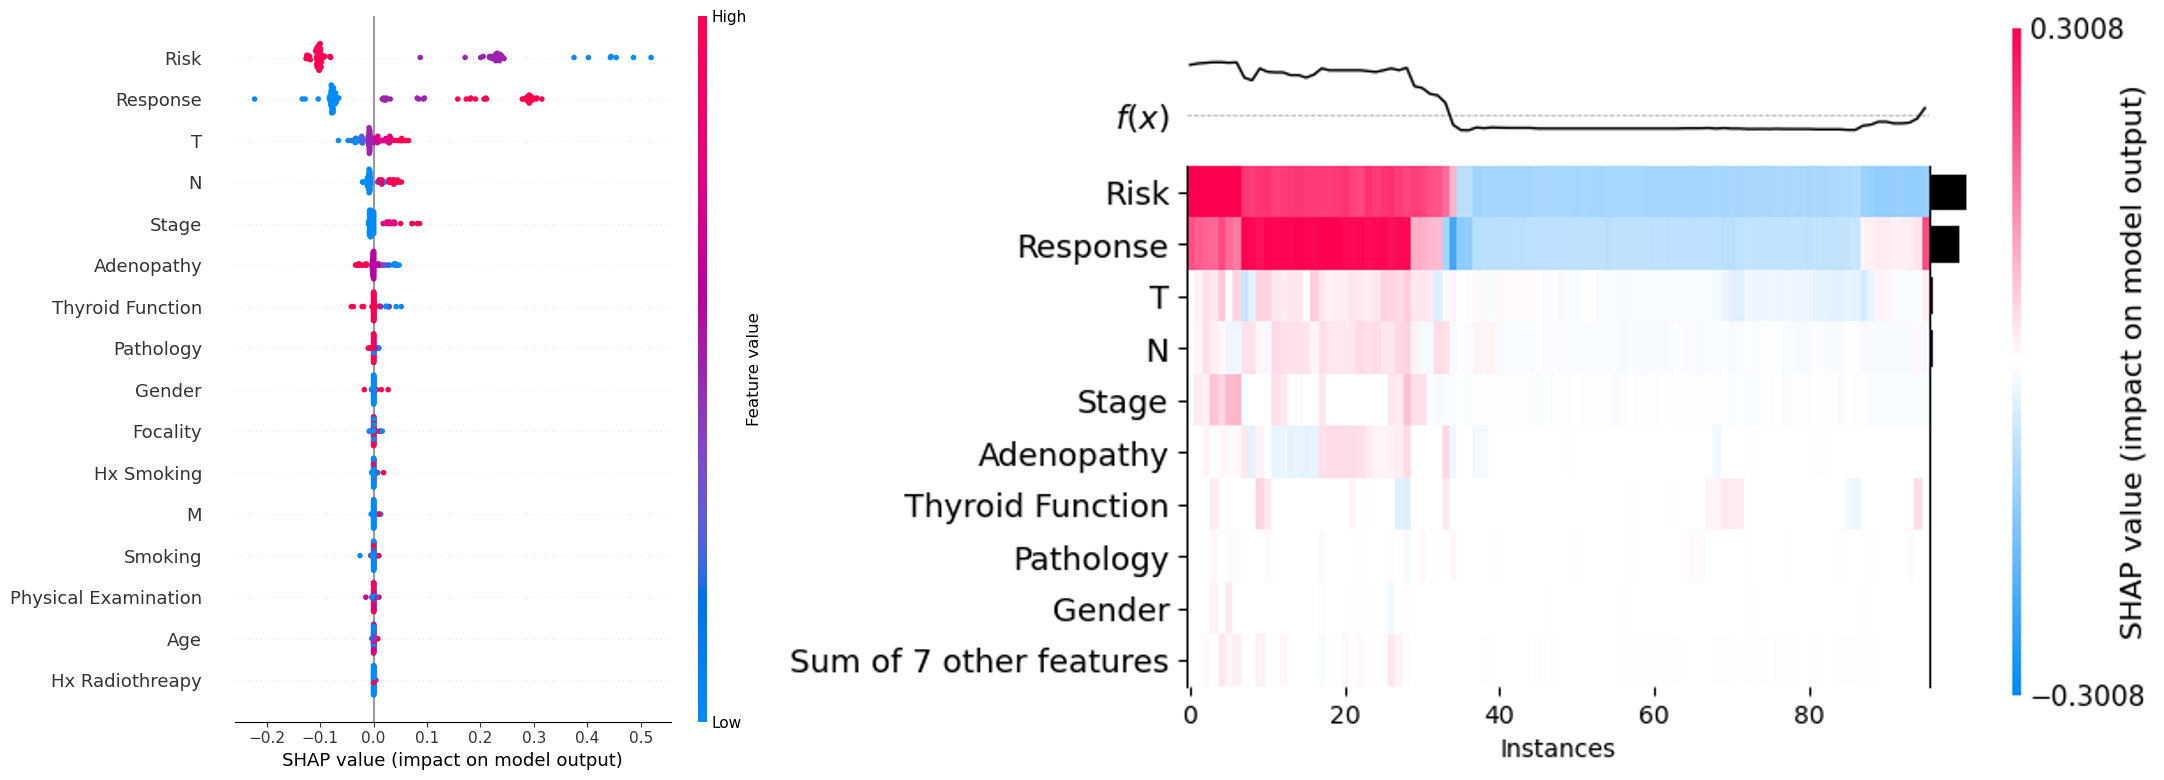 Risk
Response
T
N
Stage
Adenopathy
Thyroid Function
Pathology
Gender
Focality
Hx Smoking
M
Smoking
Physical Examination
Age
Hx Radiothreapy
−0.2 −0.1 0.0 0.1 0.2 0.3 0.4 0.5
SHAP value (impact on model output)
High
Low
Feature value
f(x)
Risk
Response
T
N
Stage
Adenopathy
Thyroid Function
Pathology
Gender
Sum of 7 other features
0 20 40 60 80
Instances
0.3008
−0.3008
SHAP value (impact on model output)